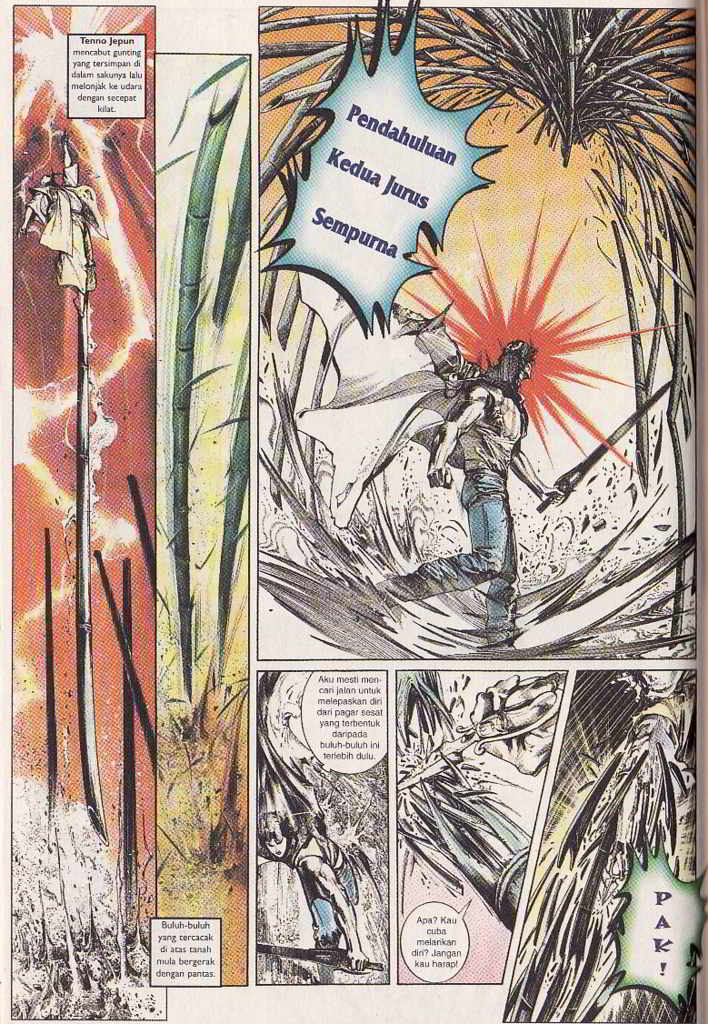 Tenno Jepun
mencabut gunting
yang tersimpan di
dalam sakunya lalu
melonjak ke udara
dengan secepat
kilat.
Pendahuluan
Kedua Jurus
Sempurna
Buluh-buluh
yang tercacak
di atas tanah
mula bergerak
dengan pantas.
Aku mesti men-
cari jalan untuk
melepaskan diri
dari pagar sesat
yang terbentuk
daripada
buluh-buluh ini
terlebih dahulu.
Apa? Kau
cuba
melarikan
diri? Jangan
kau harap!
PAK!